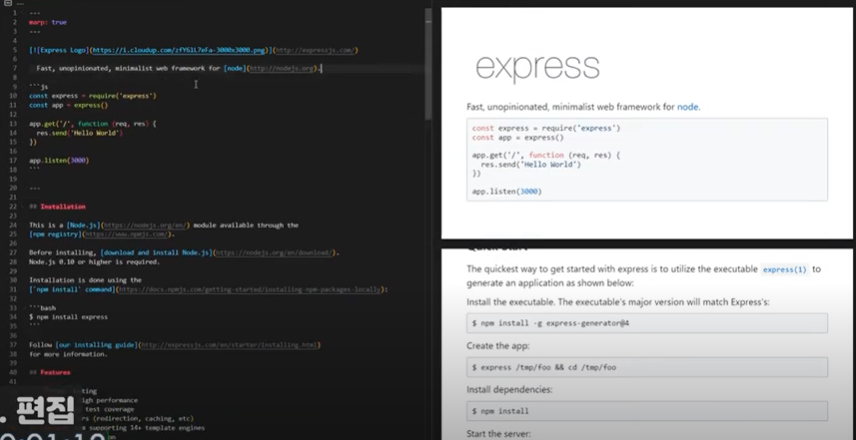 1 ---
2 marp: true
3 ---
4
5 [![Express Logo](https://i.cloudup.com/zfY6lL7eFa-3000x3000.png)](http://expressjs.com/)
6
7 Fast, unopinionated, minimalist web framework for [node](http://nodejs.org).
8
9 ```js
10 const express = require('express')
11 const app = express()
12
13 app.get('/', function (req, res) {
14 res.send('Hello World')
15 })
16
17 app.listen(3000)
18 ```
19
20 ---
21
22 ## Installation
23
24 This is a [Node.js](https://nodejs.org/en/) module available through the
25 [npm registry](https://www.npmjs.com/).
26
27 Before installing, [download and install Node.js](https://nodejs.org/en/download/).
28 Node.js 0.10 or higher is required.
29
30 Installation is done using the
31 [`npm install` command](https://docs.npmjs.com/getting-started/installing-npm-packages-locally):
32
33 ```bash
34 $ npm install express
35 ```
36
37 Follow [our installing guide](http://expressjs.com/en/starter/installing.html)
38 for more information.
39
40 ## Features
41
performance
test coverage
(redirection, caching, etc)
supporting 14+ template engines
. 편집
express
Fast, unopinionated, minimalist web framework for node.
const express = require('express')
const app = express()
app.get('/', function (req, res) {
res.send('Hello World')
})
app.listen(3000)
Quick Start
The quickest way to get started with express is to utilize the executable express(1) to
generate an application as shown below:
Install the executable. The executable's major version will match Express's:
$ npm install -g express-generator@4
Create the app:
$ express /tmp/foo && cd /tmp/foo
Install dependencies:
$ npm install
Start the server: